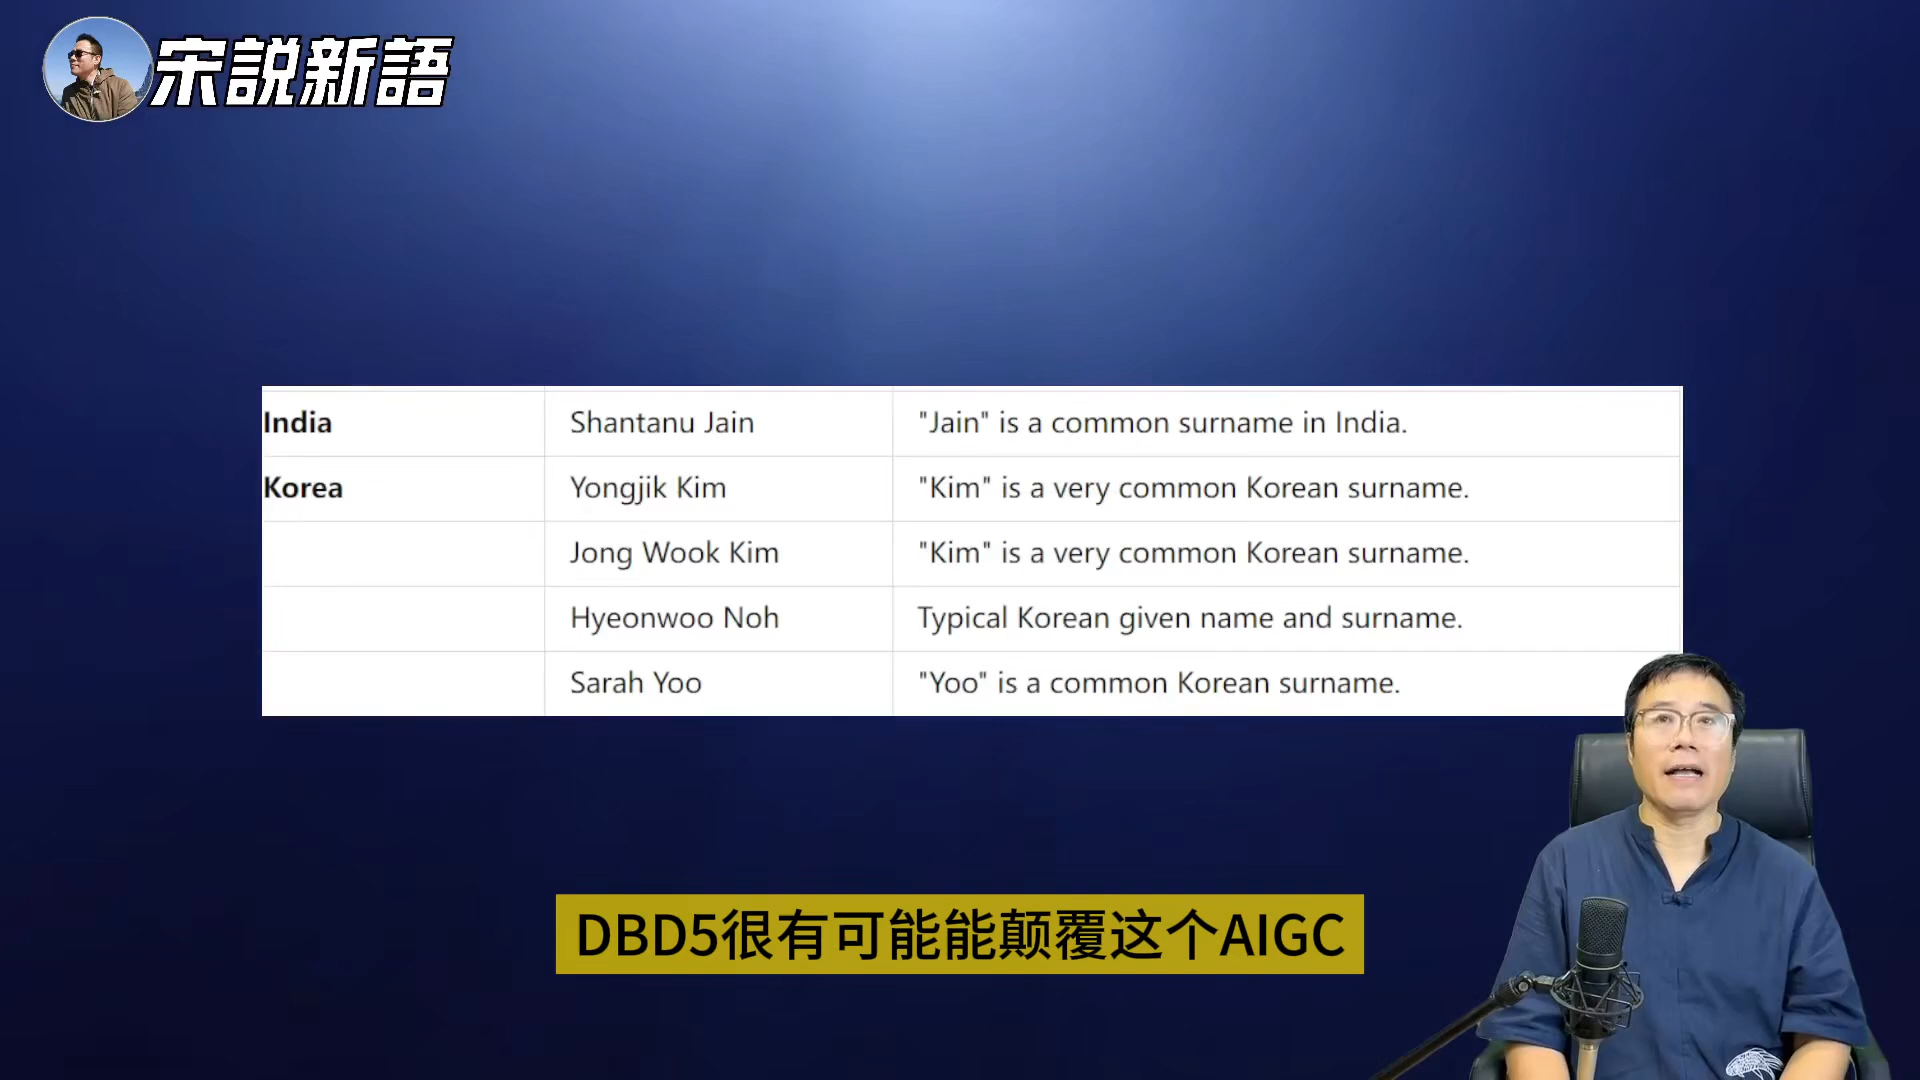 宋説新語
India Shantanu Jain "Jain" is a common surname in India.
Korea Yongjik Kim "Kim" is a very common Korean surname.
Jong Wook Kim "Kim" is a very common Korean surname.
Hyeonwoo Noh Typical Korean given name and surname.
Sarah Yoo "Yoo" is a common Korean surname.
DBD5很有可能能颠覆这个AIGC